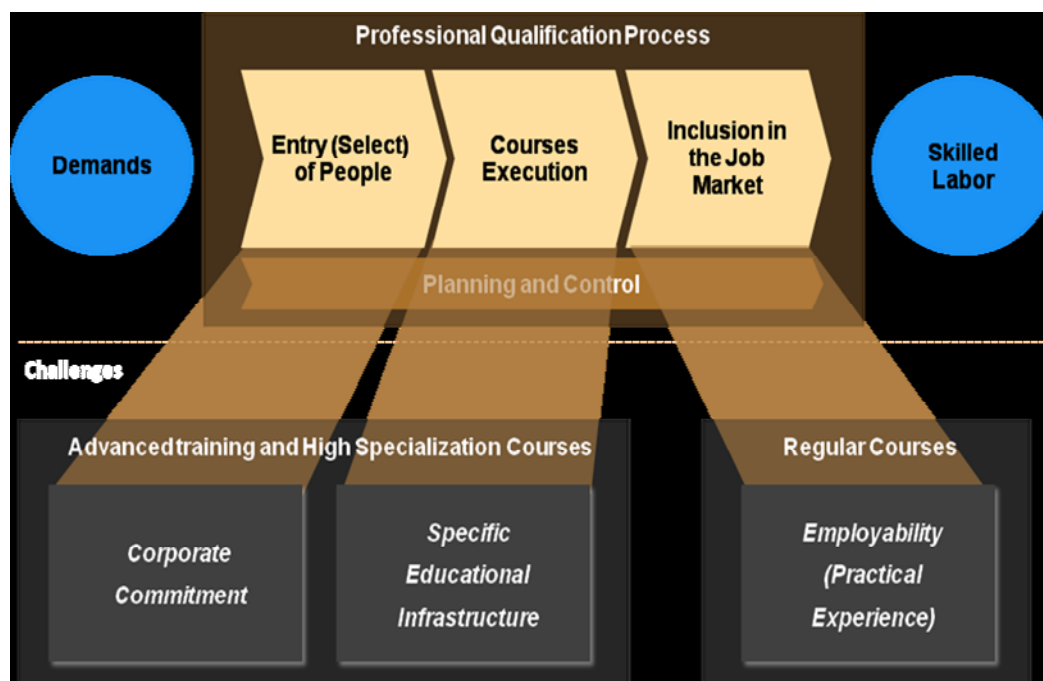 Professional Qualification Process
Demands
Entry (Select)
of People
Courses
Execution
Inclusion in
the Job
Market
Skilled
Labor
Planning and Control
Challenges
Advanced training and High Specialization Courses
Regular Courses
Corporate
Commitment
Specific
Educational
Infrastructure
Employability
(Practical
Experience)